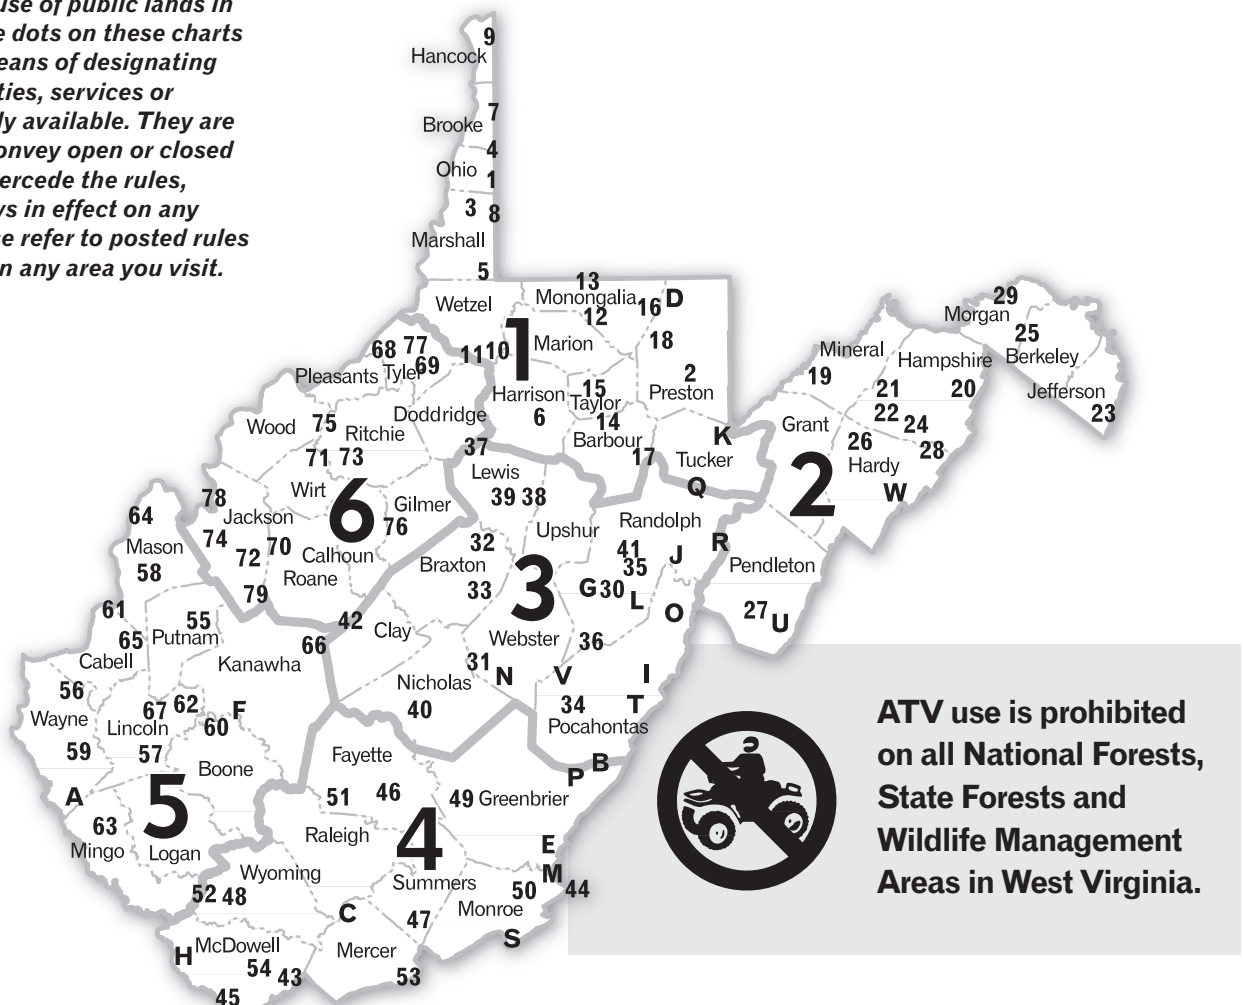 use of public lands in
dots on these charts
of designating
services or
available. They are
convey open or closed
the rules,
in effect on any
refer to posted rules
any area you visit.
9
Hancock
7
Brooke
4
Ohio
1
3
8
Marshall
5
13
Wetzel
Monongalia
16
D
12
1
Marion
18
68
77
11
10
69
Pleasants
Tyler
2
Harrison
15
Preston
Taylor
6
14
Doddridge
Wood
75
Ritchie
Barbour
K
37
17
Tucker
71
73
Lewis
Q
29
Morgan
25
Mineral
Hampshire
Berkeley
19
21
20
Jefferson
23
22
24
Grant
26
28
Hardy
2
W
Wirt
6
39
38
78
Gilmer
64
Jackson
76
Upshur
Randolph
74
70
32
41
J
R
Mason
72
Calhoun
Braxton
35
Pendleton
58
Roane
3
79
33
G
30
L
61
55
42
O
27
U
65
Putnam
Clay
Webster
36
Cabell
66
Kanawha
31
N
V
I
56
Nicholas
34
T
67
62
F
40
Wayne
Lincoln
60
Pocahontas
59
57
Boone
Fayette
B
P
A
5
51
46
49
Greenbrier
63
Raleigh
4
Mingo
Logan
E
Wyoming
M
52
48
Summers
50
44
C
47
Monroe
McDowell
S
H
Mercer
54
43
53
45
ATV use is prohibited
on all National Forests,
State Forests and
Wildlife Management
Areas in West Virginia.